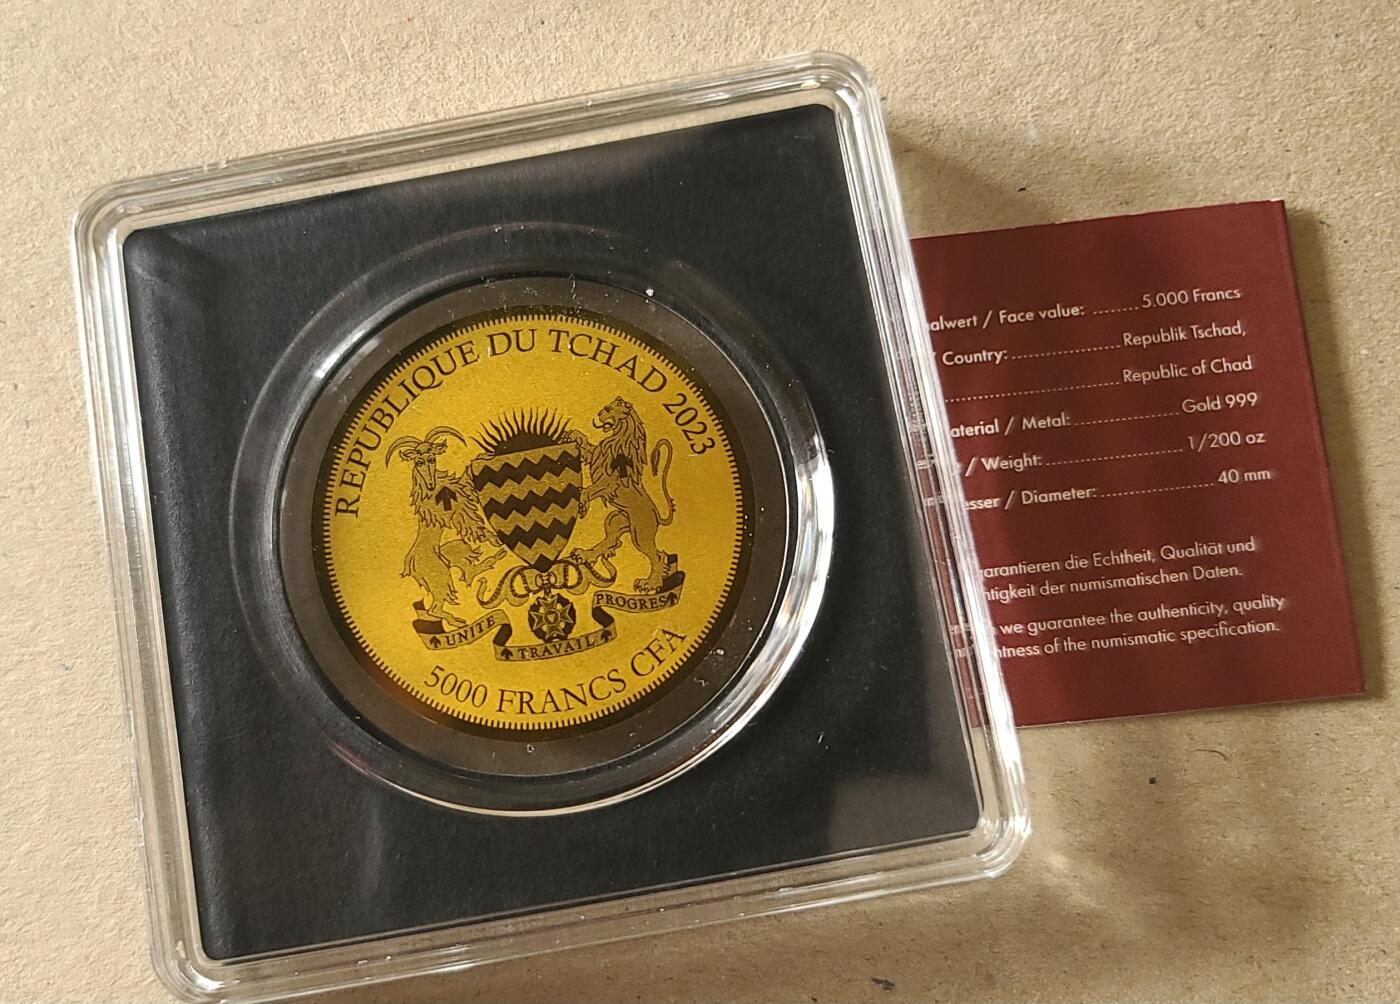 REPUBLIQUE DU TCHAD 2023
UNITE TRAVAIL PROGRES
5000 FRANCS CFA
/ Face value: ........ 5.000 Francs
/ Country: .................... Republik Tschad,
................................ Republic of Chad
/ Metal: .................... Gold 999
/ Weight: .......................... 1/200 oz
/ Diameter: ..................... 40 mm
die Echtheit, Qualität und
der numismatischen Daten.
we guarantee the authenticity, quality
of the numismatic specification.